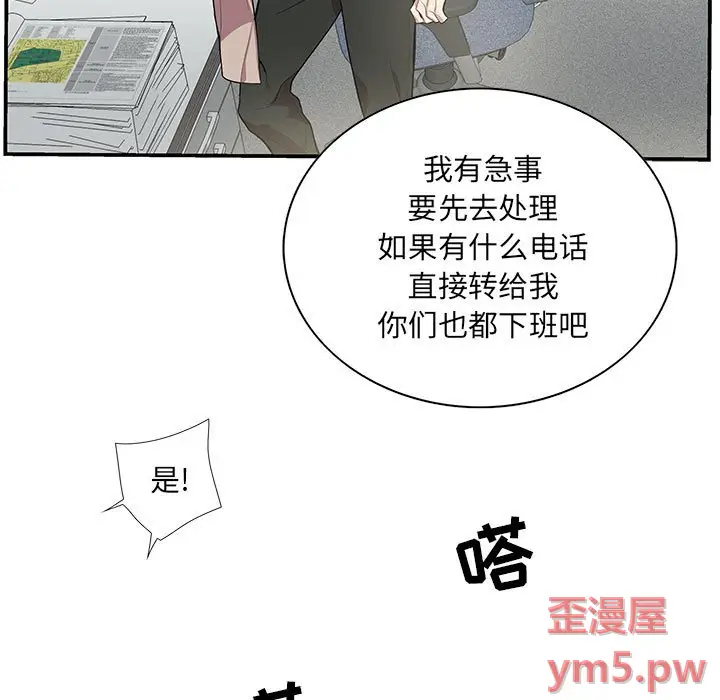 我有急事
要先去处理
如果有什么电话
直接转给我
你们也都下班吧
是!
嗒
歪漫屋
ym5.pw